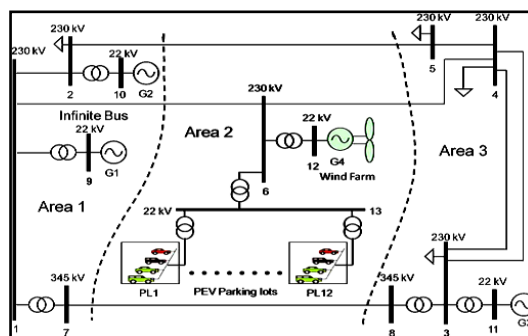 230 kV
230 kV
22 kV
2
10
G2
230 kV
5
230 kV
4
Infinite Bus
22 kV
9
G1
Area 1
Area 2
230 kV
6
22 kV
12
G4
Wind Farm
Area 3
22 kV
13
PL1
PL12
PEV Parking lots
345 kV
1
7
345 kV
8
230 kV
3
22 kV
11